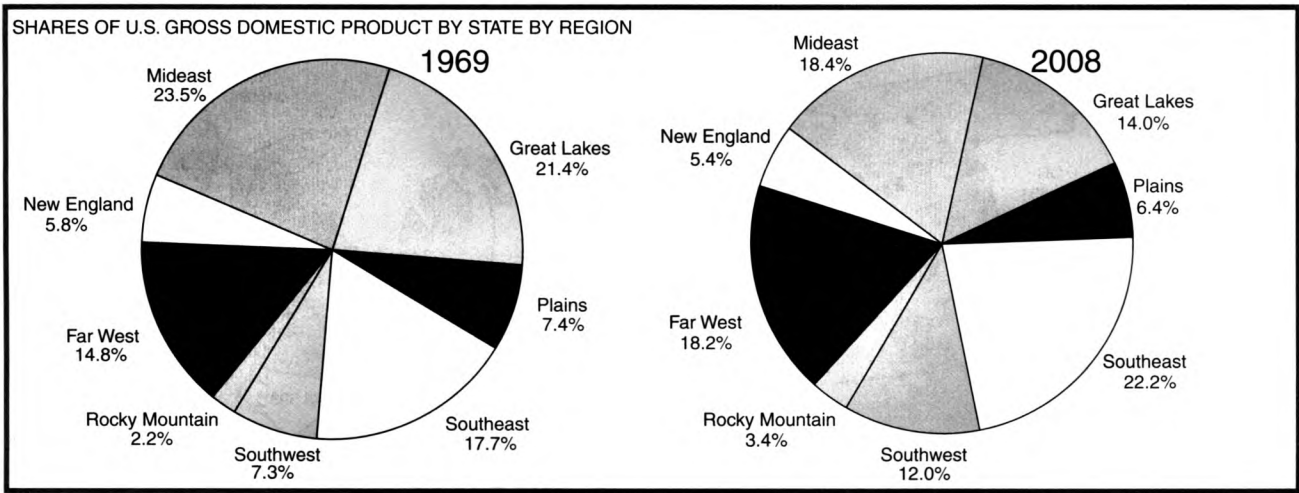 SHARES OF U.S. GROSS DOMESTIC PRODUCT BY STATE BY REGION
1969
Mideast
23.5%
Great Lakes
21.4%
New England
5.8%
Plains
7.4%
Far West
14.8%
Rocky Mountain
2.2%
Southwest
7.3%
Southeast
17.7%
2008
Mideast
18.4%
Great Lakes
14.0%
New England
5.4%
Plains
6.4%
Far West
18.2%
Southeast
22.2%
Rocky Mountain
3.4%
Southwest
12.0%